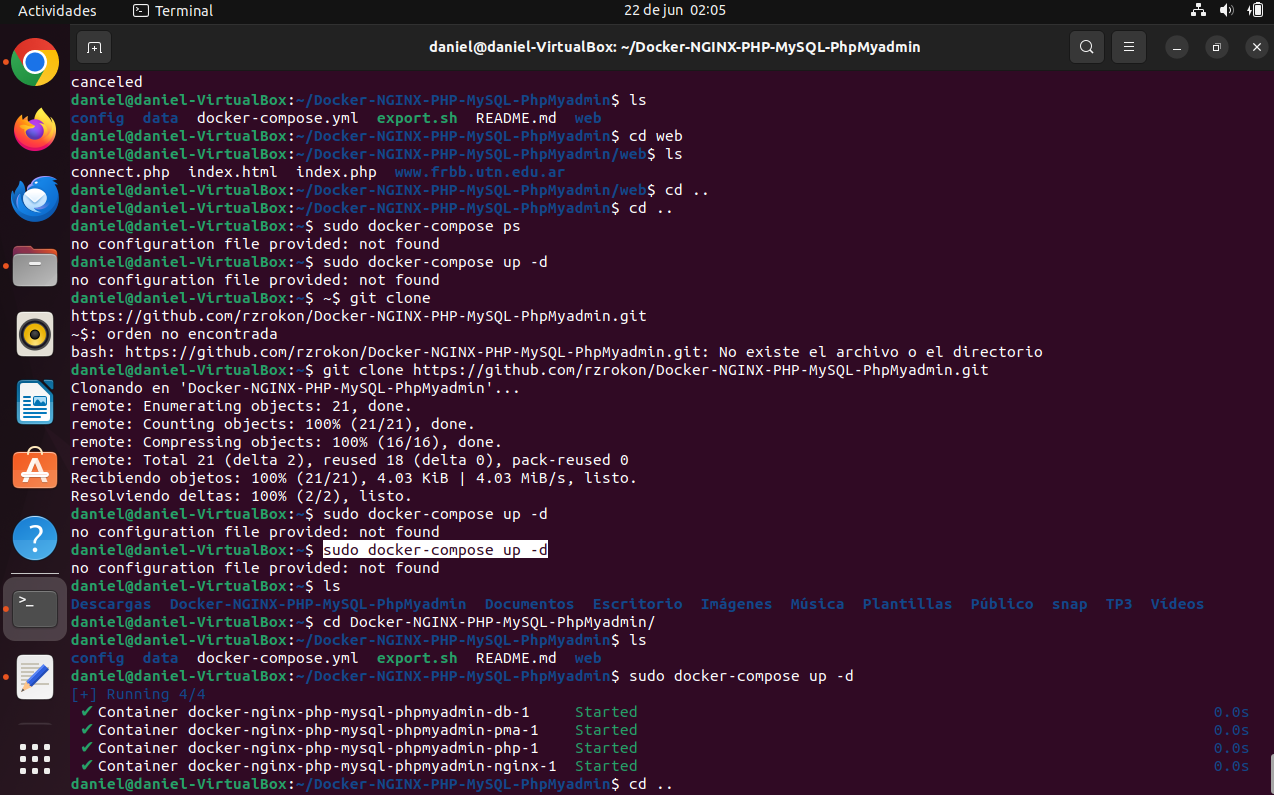 Actividades
Terminal
22 de jun 02:05
daniel@daniel-VirtualBox: ~/Docker-NGINX-PHP-MySQL-PhpMyadmin
canceled
daniel@daniel-VirtualBox:~/Docker-NGINX-PHP-MySQL-PhpMyadmin$ ls
config data docker-compose.yml export.sh README.md web
daniel@daniel-VirtualBox:~/Docker-NGINX-PHP-MySQL-PhpMyadmin$ cd web
daniel@daniel-VirtualBox:~/Docker-NGINX-PHP-MySQL-PhpMyadmin/web$ ls
connect.php index.html index.php www.frbb.utn.edu.ar
daniel@daniel-VirtualBox:~/Docker-NGINX-PHP-MySQL-PhpMyadmin/web$ cd ..
daniel@daniel-VirtualBox:~/Docker-NGINX-PHP-MySQL-PhpMyadmin$ cd ..
daniel@daniel-VirtualBox:~$ sudo docker-compose ps
no configuration file provided: not found
daniel@daniel-VirtualBox:~$ sudo docker-compose up -d
no configuration file provided: not found
daniel@daniel-VirtualBox:~$ ~$ git clone
https://github.com/rzrokon/Docker-NGINX-PHP-MySQL-PhpMyadmin.git
~$: orden no encontrada
bash: https://github.com/rzrokon/Docker-NGINX-PHP-MySQL-PhpMyadmin.git: No existe el archivo o el directorio
daniel@daniel-VirtualBox:~$ git clone https://github.com/rzrokon/Docker-NGINX-PHP-MySQL-PhpMyadmin.git
Clonando en 'Docker-NGINX-PHP-MySQL-PhpMyadmin'...
remote: Enumerating objects: 21, done.
remote: Counting objects: 100% (21/21), done.
remote: Compressing objects: 100% (16/16), done.
remote: Total 21 (delta 2), reused 18 (delta 0), pack-reused 0
Recibiendo objetos: 100% (21/21), 4.03 KiB | 4.03 MiB/s, listo.
Resolviendo deltas: 100% (2/2), listo.
daniel@daniel-VirtualBox:~$ sudo docker-compose up -d
no configuration file provided: not found
daniel@daniel-VirtualBox:~$ sudo docker-compose up -d
no configuration file provided: not found
daniel@daniel-VirtualBox:~$ ls
Descargas Docker-NGINX-PHP-MySQL-PhpMyadmin Documentos Escritorio Imágenes Música Plantillas Público snap TP3 Vídeos
daniel@daniel-VirtualBox:~$ cd Docker-NGINX-PHP-MySQL-PhpMyadmin/
daniel@daniel-VirtualBox:~/Docker-NGINX-PHP-MySQL-PhpMyadmin$ ls
config data docker-compose.yml export.sh README.md web
daniel@daniel-VirtualBox:~/Docker-NGINX-PHP-MySQL-PhpMyadmin$ sudo docker-compose up -d
[+] Running 4/4
✔ Container docker-nginx-php-mysql-phpmyadmin-db-1 Started 0.0s
✔ Container docker-nginx-php-mysql-phpmyadmin-pma-1 Started 0.0s
✔ Container docker-nginx-php-mysql-phpmyadmin-php-1 Started 0.0s
✔ Container docker-nginx-php-mysql-phpmyadmin-nginx-1 Started 0.0s
daniel@daniel-VirtualBox:~/Docker-NGINX-PHP-MySQL-PhpMyadmin$ cd ..